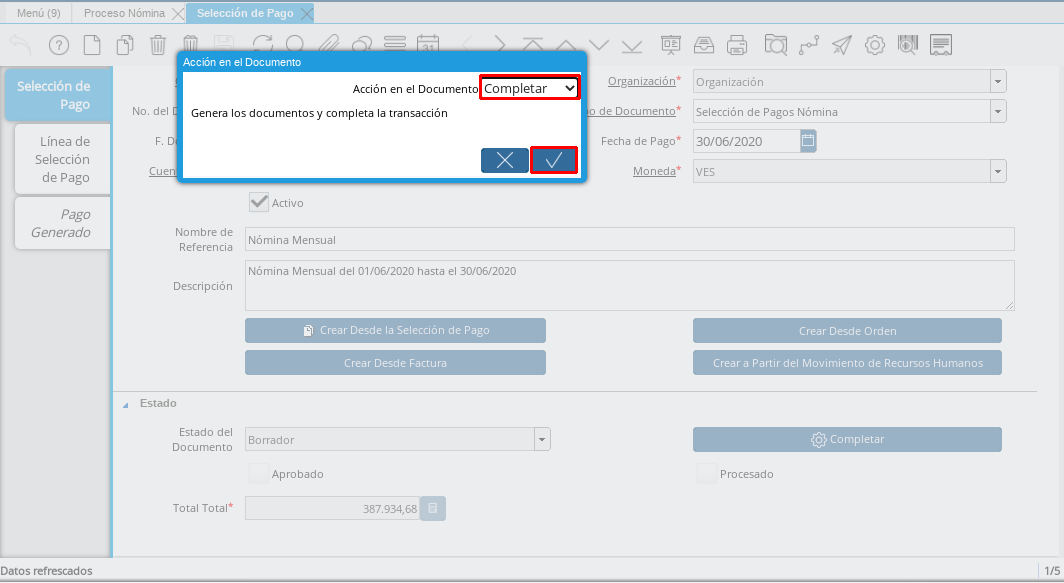 Menú (9)
Proceso Nómina
Selección de Pago
31
Acción en el Documento
Acción en el Documento
Completar
Genera los documentos y completa la transacción
Selección de
Pago
Línea de
Selección
de Pago
Pago
Generado
Organización*
Organización
No. del D
o de Documento*
Selección de Pagos Nómina
F. Do
Fecha de Pago*
30/06/2020
Cuen
Moneda*
VES
Activo
Nombre de
Referencia
Nómina Mensual
Descripción
Nómina Mensual del 01/06/2020 hasta el 30/06/2020
Crear Desde la Selección de Pago
Crear Desde Orden
Crear Desde Factura
Crear a Partir del Movimiento de Recursos Humanos
Estado
Estado del
Documento
Borrador
Completar
Aprobado
Procesado
Total Total*
387.934,68
Datos refrescados
1/5